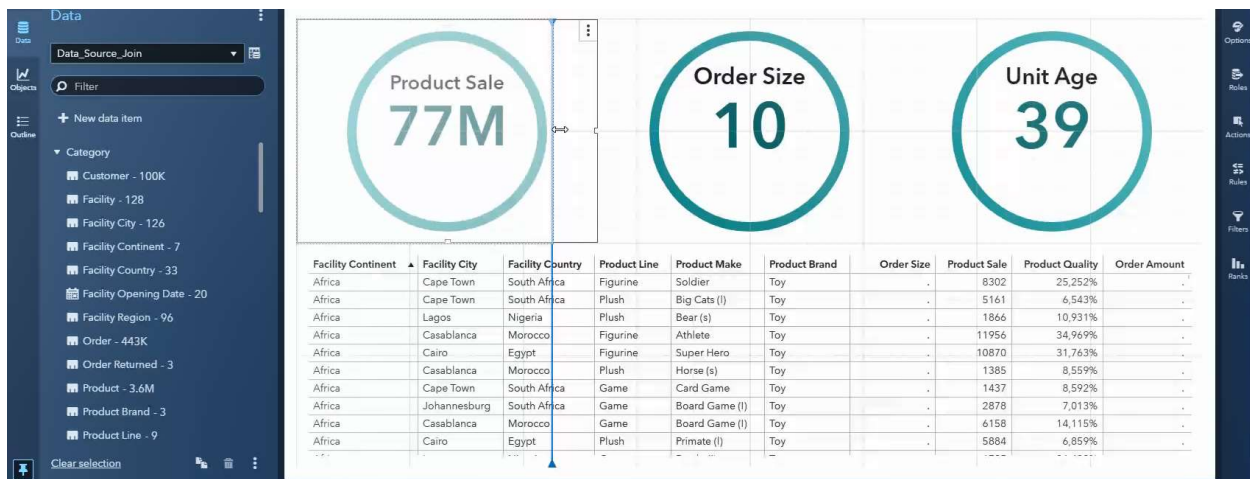 Data
Data
Data_Source_Join
Objects
Filter
Outline
New data item
Category
Customer - 100K
Facility - 128
Facility City - 126
Facility Continent - 7
Facility Country - 33
Facility Opening Date - 20
Facility Region - 96
Order - 443K
Order Returned - 3
Product - 3.6M
Product Brand - 3
Product Line - 9
Clear selection
Product Sale
77M
Order Size
10
Unit Age
39
Facility Continent Facility City Facility Country Product Line Product Make Product Brand Order Size Product Sale Product Quality Order Amount
Africa Cape Town South Africa Figurine Soldier Toy . 8302 25,252% .
Africa Cape Town South Africa Plush Big Cats (l) Toy . 5161 6,543% .
Africa Lagos Nigeria Plush Bear (s) Toy . 1866 10,931% .
Africa Casablanca Morocco Figurine Athlete Toy . 11956 34,969% .
Africa Cairo Egypt Figurine Super Hero Toy . 10870 31,763% .
Africa Casablanca Morocco Plush Horse (s) Toy . 1385 8,559% .
Africa Cape Town South Africa Game Card Game Toy . 1437 8,592% .
Africa Johannesburg South Africa Game Board Game (l) Toy . 2878 7,013% .
Africa Casablanca Morocco Game Board Game (l) Toy . 6158 14,115% .
Africa Cairo Egypt Plush Primate (l) Toy . 5884 6,859% .
Options
Roles
Actions
Rules
Filters
Ranks